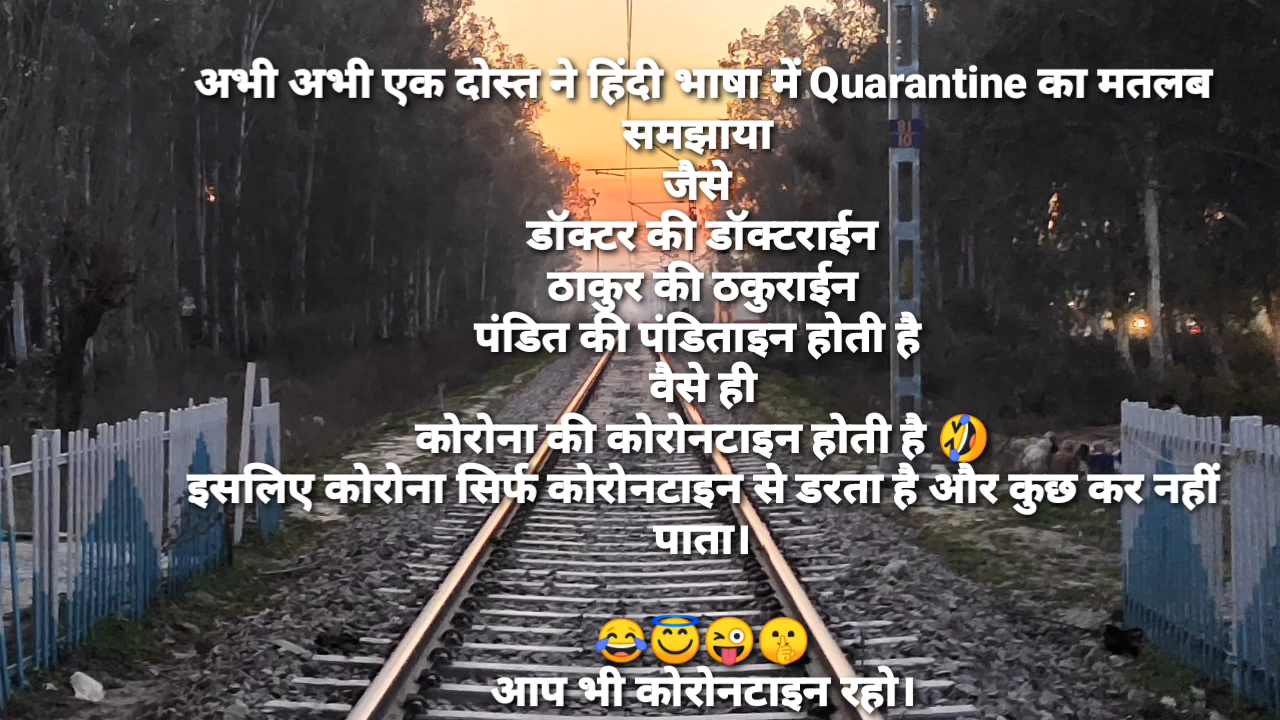 अभी अभी एक दोस्त ने हिंदी भाषा में Quarantine का मतलब
समझाया
जैसे
डॉक्टर की डॉक्टराईन
ठाकुर की ठकुराईन
पंडित की पंडिताइन होती है
वैसे ही
कोरोना की कोरोनटाइन होती है 🤣
इसलिए कोरोना सिर्फ कोरोनटाइन से डरता है और कुछ कर नहीं
पाता।
😂😇😜🤫
आप भी कोरोनटाइन रहो।